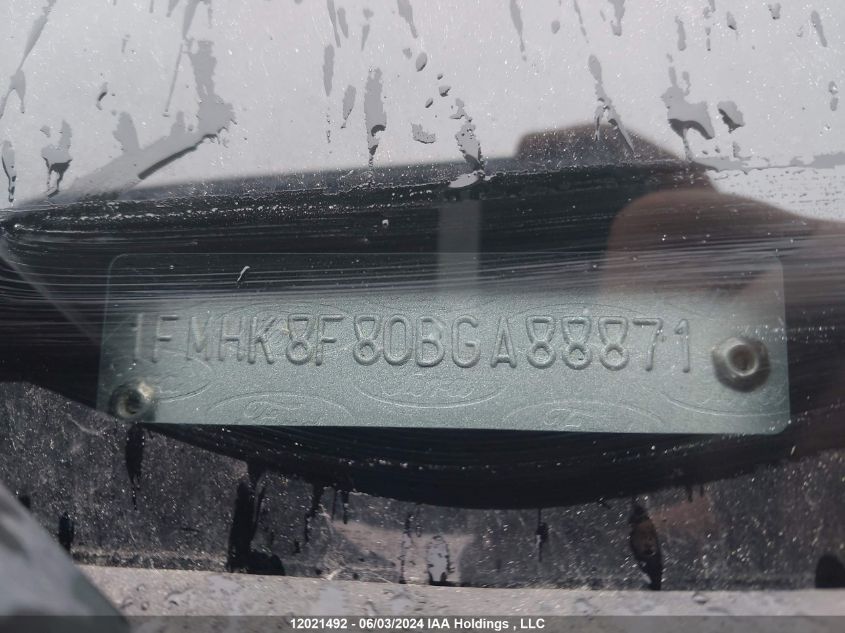 1FMHK8F80BGA88871
12021492 - 06/03/2024 IAA Holdings , LLC